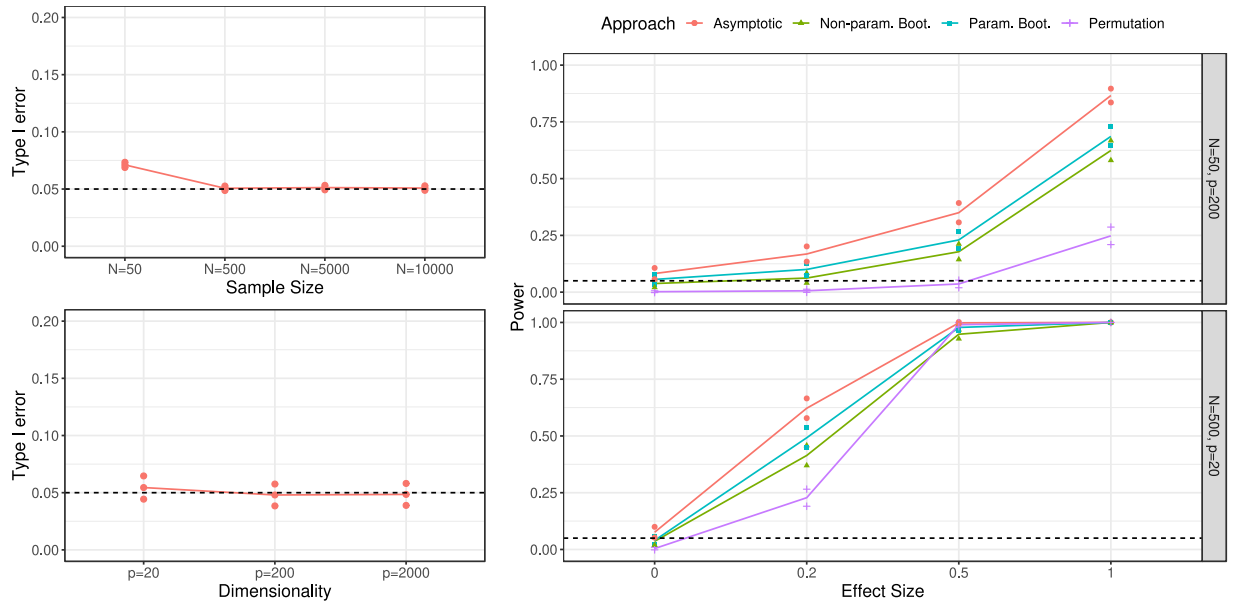 0.20
0.15
0.10
0.05
0.00
Type I error
N=50 N=500 N=5000 N=10000
Sample Size
0.20
0.15
0.10
0.05
0.00
Type I error
p=20 p=200 p=2000
Dimensionality
Approach Asymptotic Non-param. Boot. Param. Boot. Permutation
1.00
0.75
0.50
0.25
0.00
N=50, p=200
Power
1.00
0.75
0.50
0.25
0.00
N=500, p=20
0 0.2 0.5 1
Effect Size